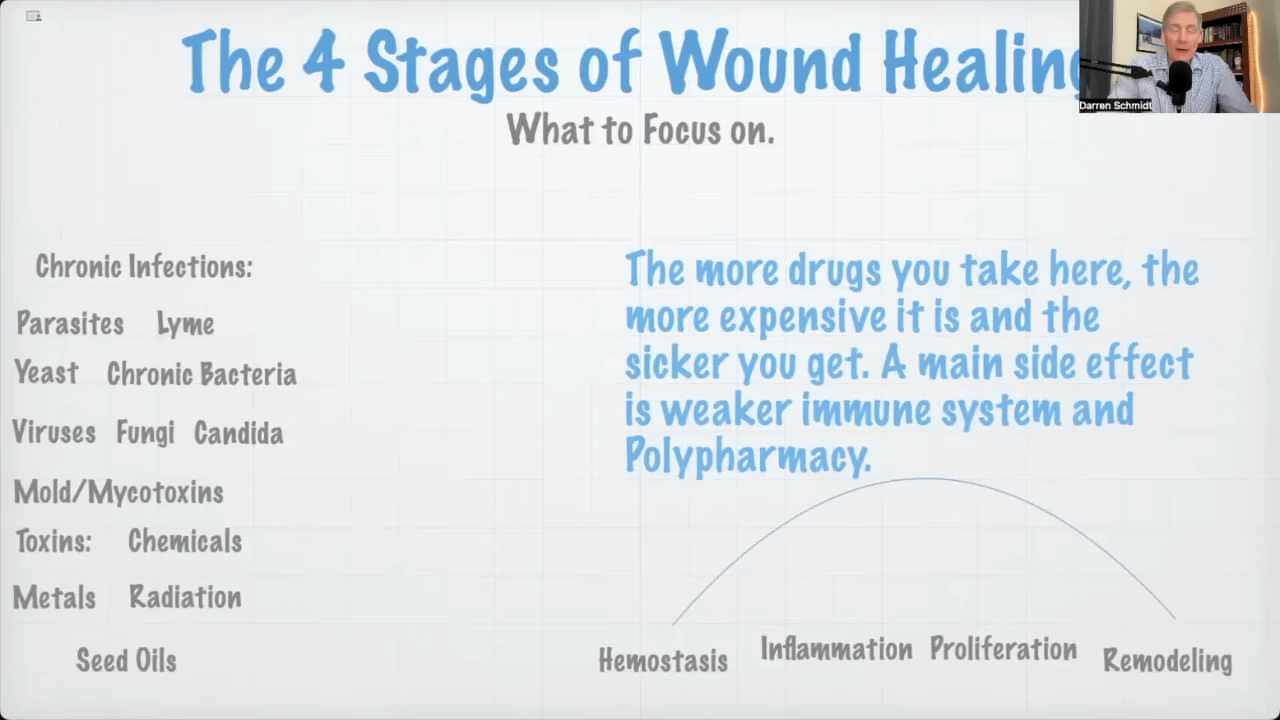 The 4 Stages of Wound Healing
Darren Schmidt
What to Focus on.
Chronic Infections:
Parasites Lyme
Yeast Chronic Bacteria
Viruses Fungi Candida
Mold/Mycotoxins
Toxins: Chemicals
Metals Radiation
Seed Oils
The more drugs you take here, the
more expensive it is and the
sicker you get. A main side effect
is weaker immune system and
Polypharmacy.
Hemostasis Inflammation Proliferation Remodeling